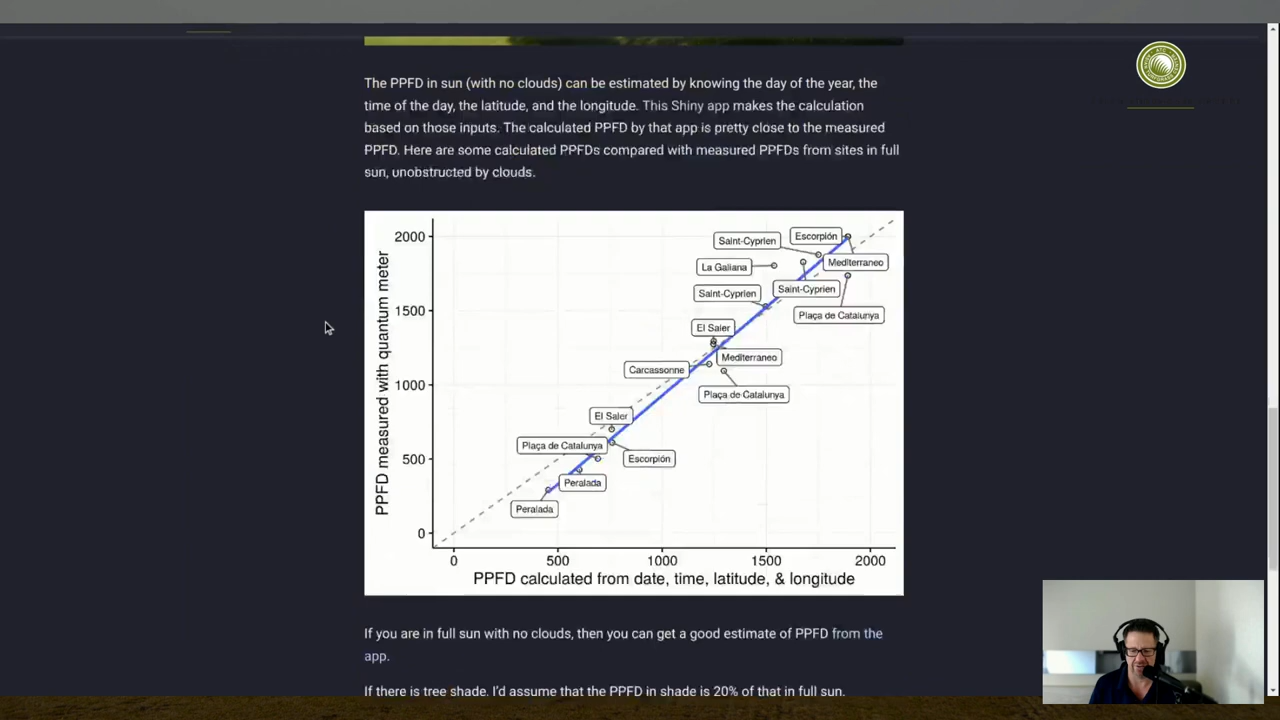 The PPFD in sun (with no clouds) can be estimated by knowing the day of the year, the
time of the day, the latitude, and the longitude. This Shiny app makes the calculation
based on those inputs. The calculated PPFD by that app is pretty close to the measured
PPFD. Here are some calculated PPFDs compared with measured PPFDs from sites in full
sun, unobstructed by clouds.
PPFD measured with quantum meter
2000
1500
1000
500
0
Saint-Cyprien
Escorpión
La Galiana
Mediterraneo
Saint-Cyprien
Saint-Cyprien
Plaça de Catalunya
El Saler
Mediterraneo
Carcassonne
Plaça de Catalunya
El Saler
Plaça de Catalunya
Escorpión
Peralada
Peralada
0
500
1000
1500
2000
PPFD calculated from date, time, latitude, & longitude
If you are in full sun with no clouds, then you can get a good estimate of PPFD from the
app.
If there is tree shade, I'd assume that the PPFD in shade is 20% of that in full sun.